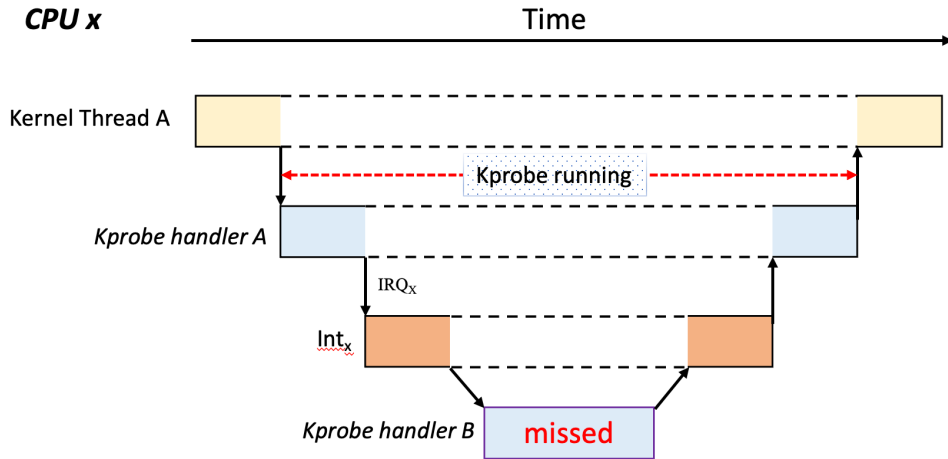 CPU x
Time
Kernel Thread A
Kprobe running
Kprobe handler A
IRQX
Intx
Kprobe handler B
missed